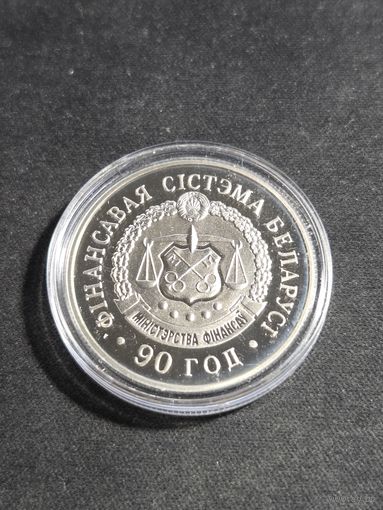 ФІНАНСАВАЯ СІСТЭМА БЕЛАРУСІ
МІНІСТЭРСТВА ФІНАНСАЎ
90 ГОД